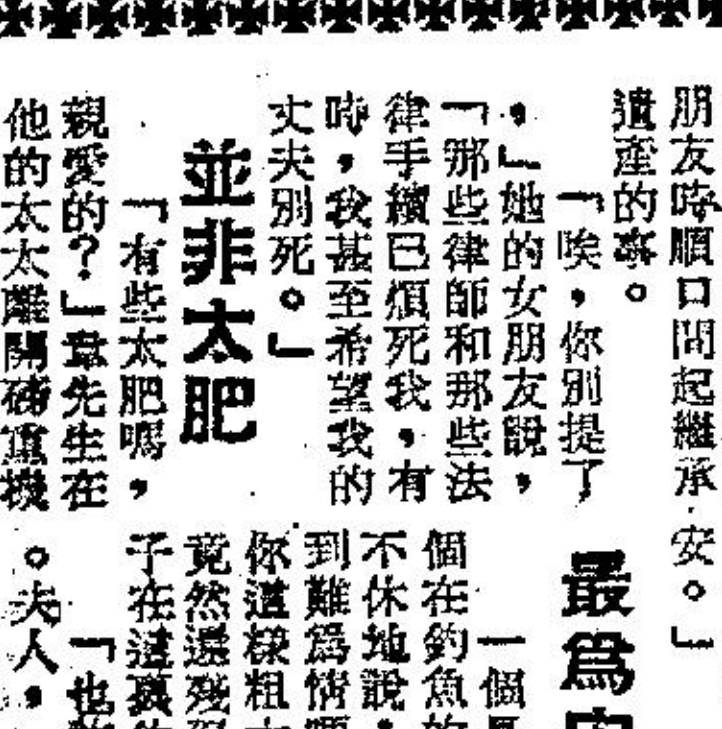 朋友時順口問起繼承
遺產的事。
「唉,你別提了
,」她的女朋友說,
「那些律師和那些法
律手續已煩死我,有
時,我甚至希望我的
丈夫別死。」
並非太肥
「有些太肥嗎,
親愛的?」韋先生在
他的太太離開磅重機
安。」
最為
一個
個在釣魚的
不休地說,
到難為情
你這樣粗
竟然還殘
子在這裏
「也
。夫人,